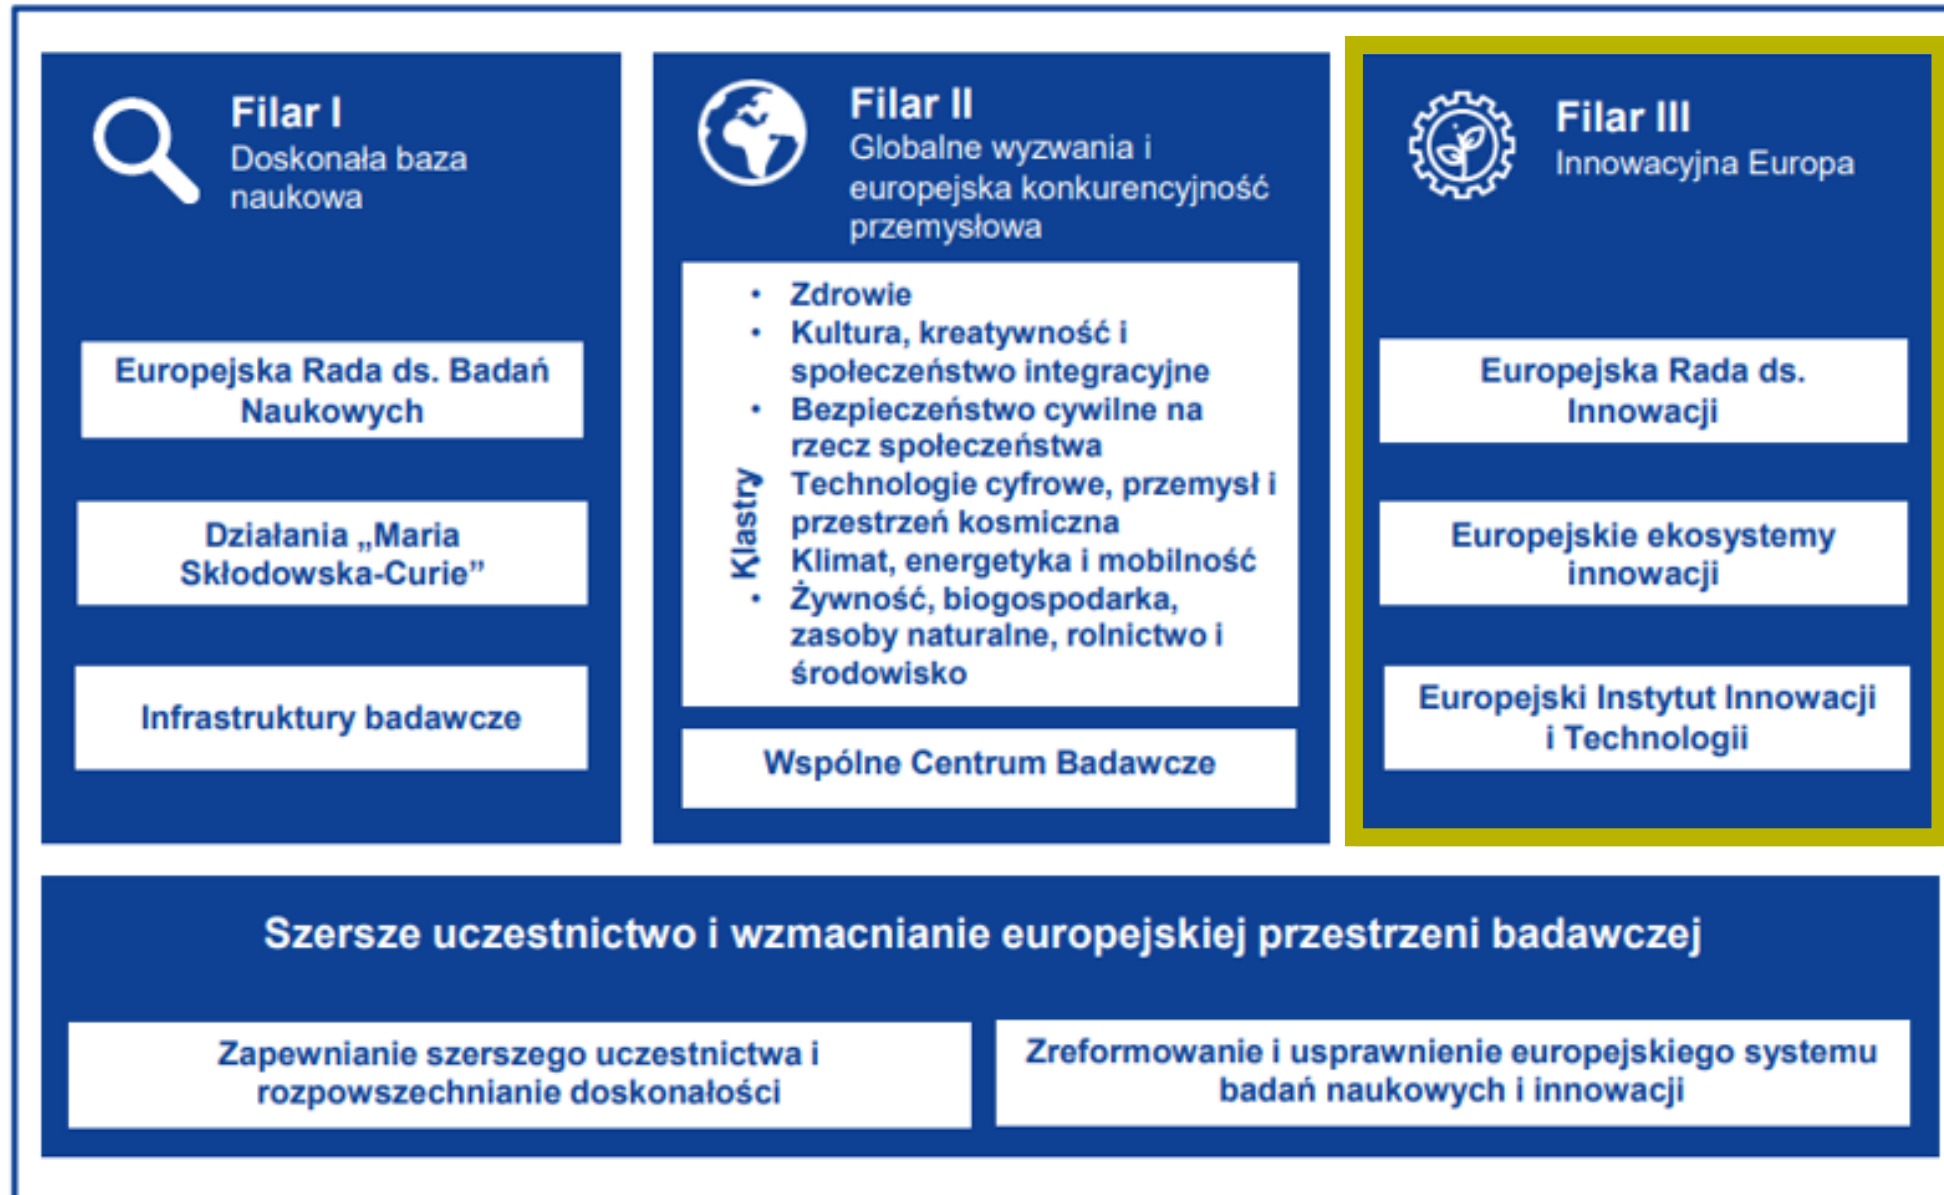 Filar I
Doskonała baza
naukowa
Europejska Rada ds. Badań
Naukowych
Działania „Maria
Skłodowska-Curie”
Infrastruktury badawcze
Filar II
Globalne wyzwania i
europejska konkurencyjność
przemysłowa
Klastry
• Zdrowie
• Kultura, kreatywność i
społeczeństwo integracyjne
• Bezpieczeństwo cywilne na
rzecz społeczeństwa
• Technologie cyfrowe, przemysł i
przestrzeń kosmiczna
• Klimat, energetyka i mobilność
• Żywność, biogospodarka,
zasoby naturalne, rolnictwo i
środowisko
Wspólne Centrum Badawcze
Filar III
Innowacyjna Europa
Europejska Rada ds.
Innowacji
Europejskie ekosystemy
innowacji
Europejski Instytut Innowacji
i Technologii
Szersze uczestnictwo i wzmacnianie europejskiej przestrzeni badawczej
Zapewnianie szerszego uczestnictwa i
rozpowszechnianie doskonałości
Zreformowanie i usprawnienie europejskiego systemu
badań naukowych i innowacji